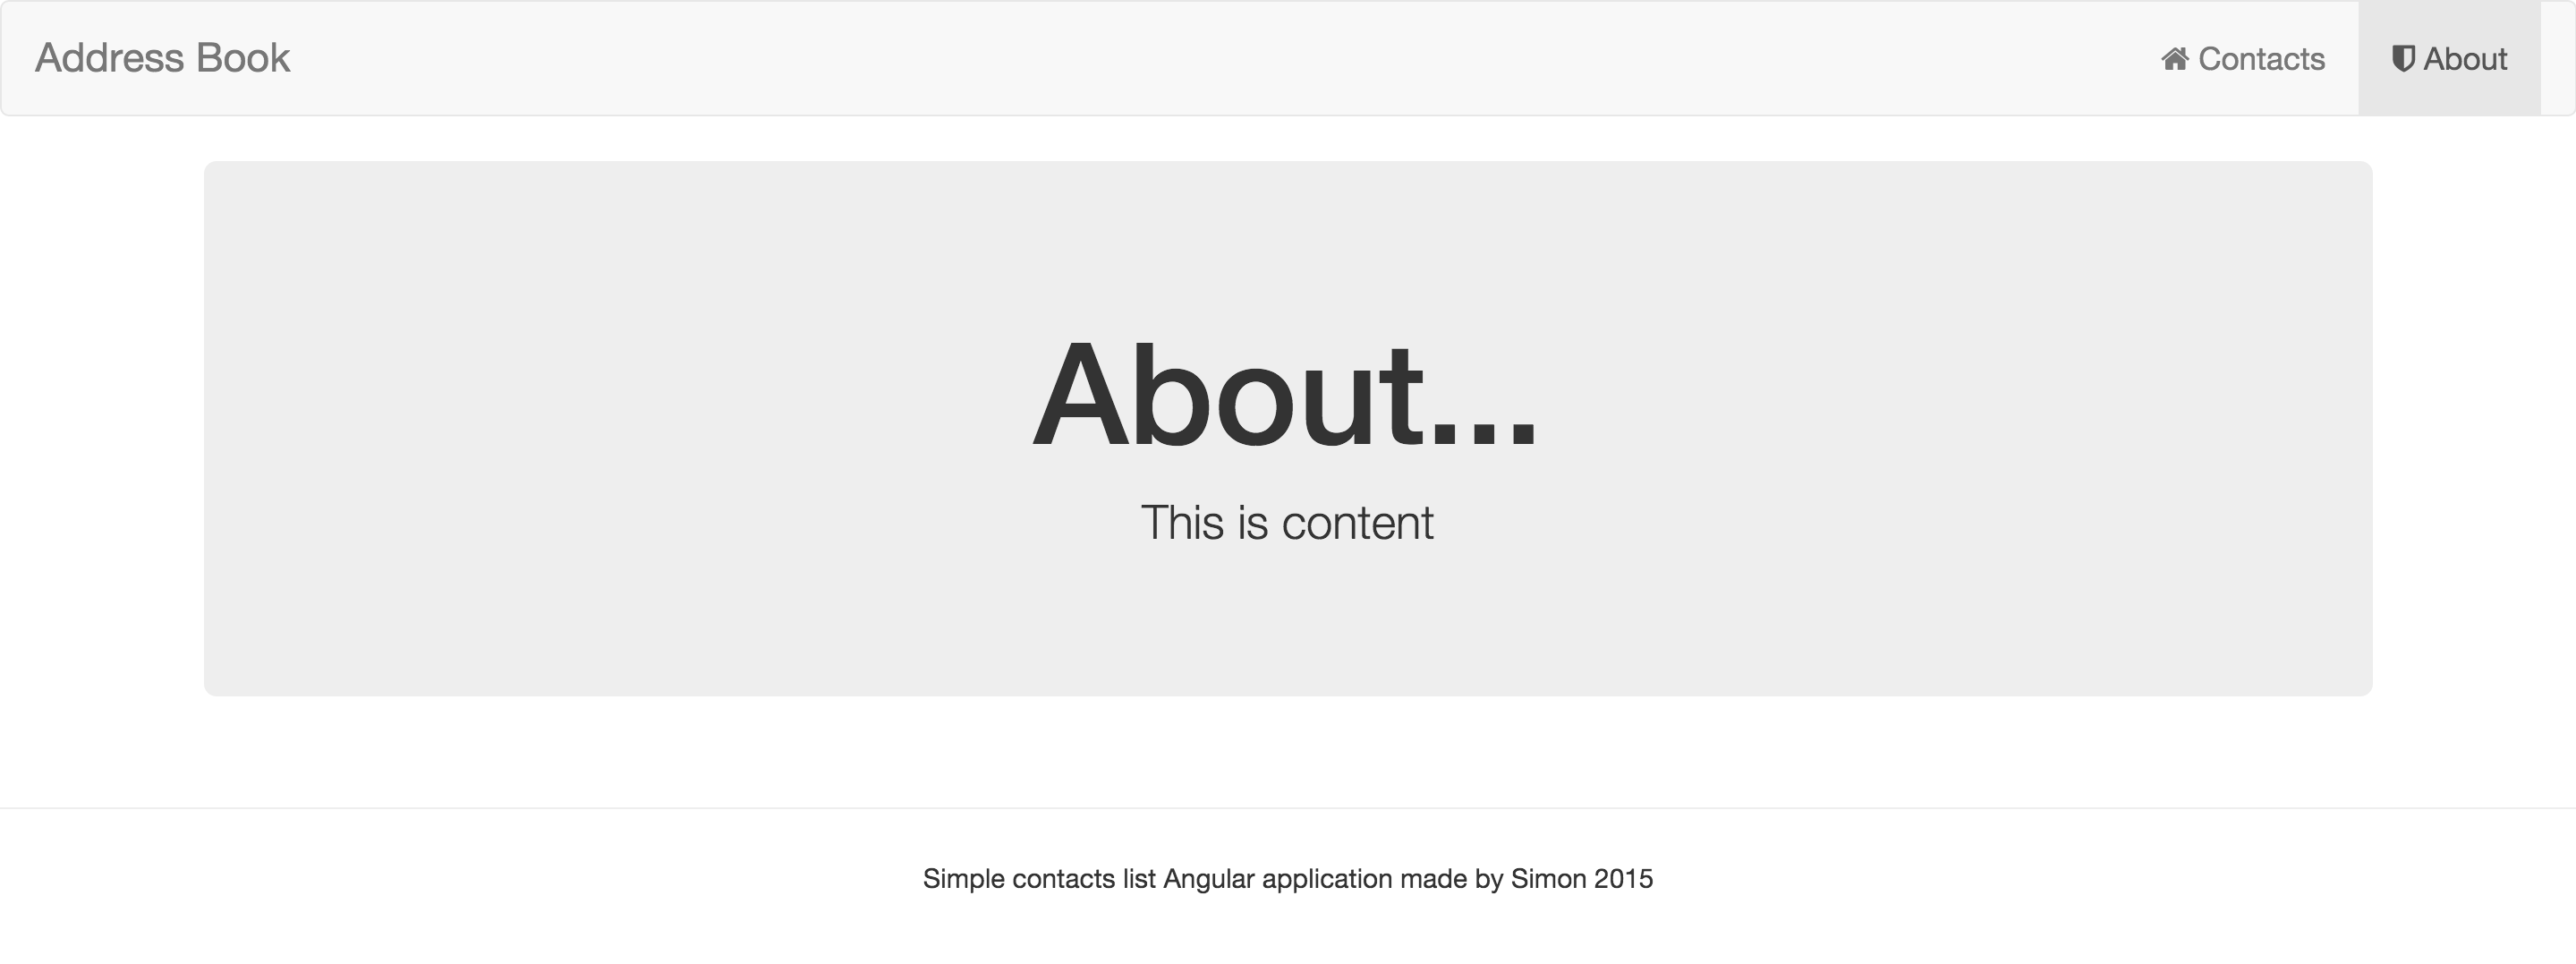 Address Book
Contacts
About
About...
This is content
Simple contacts list Angular application made by Simon 2015